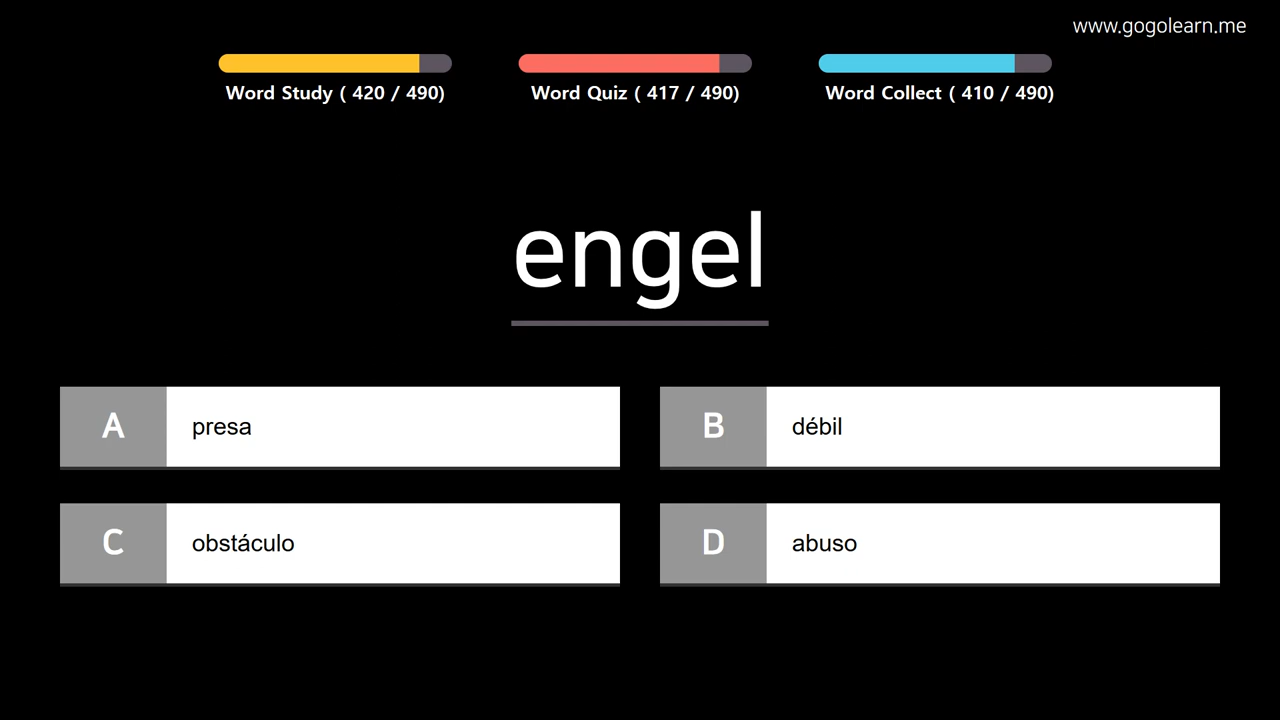 www.gogolearn.me
Word Study ( 420 / 490)
Word Quiz ( 417 / 490)
Word Collect ( 410 / 490)
engel
A
presa
B
débil
C
obstáculo
D
abuso